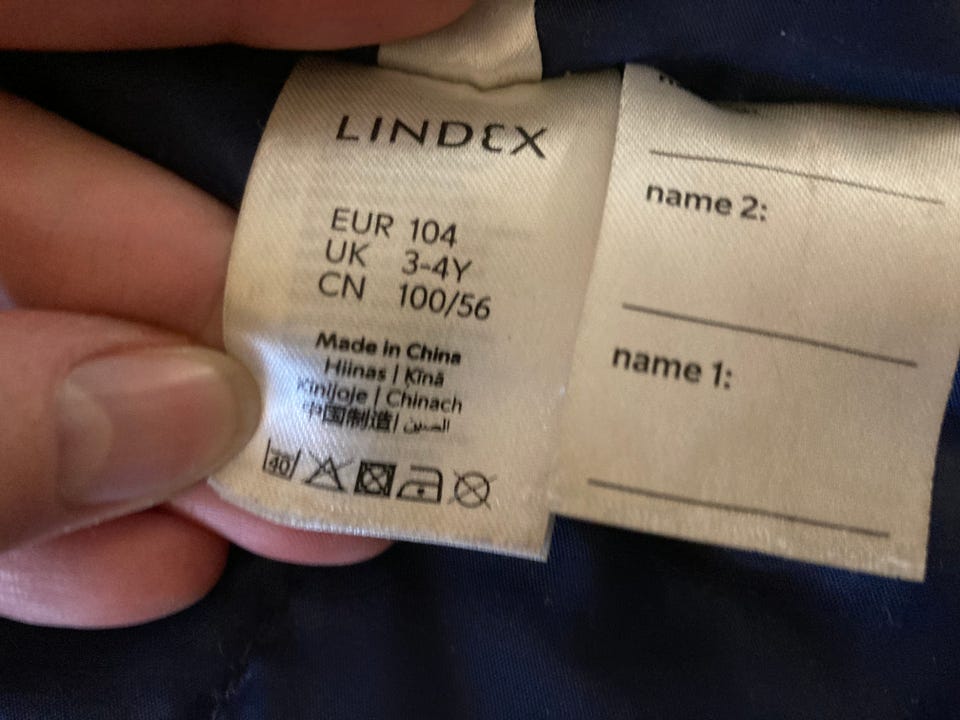 LINDEX
EUR 104
UK 3-4Y
CN 100/56
Made in China
Hiinas | Ķīnā
Kinijoje | Chinach
中国制造 | الصين
40
name 2:
name 1: